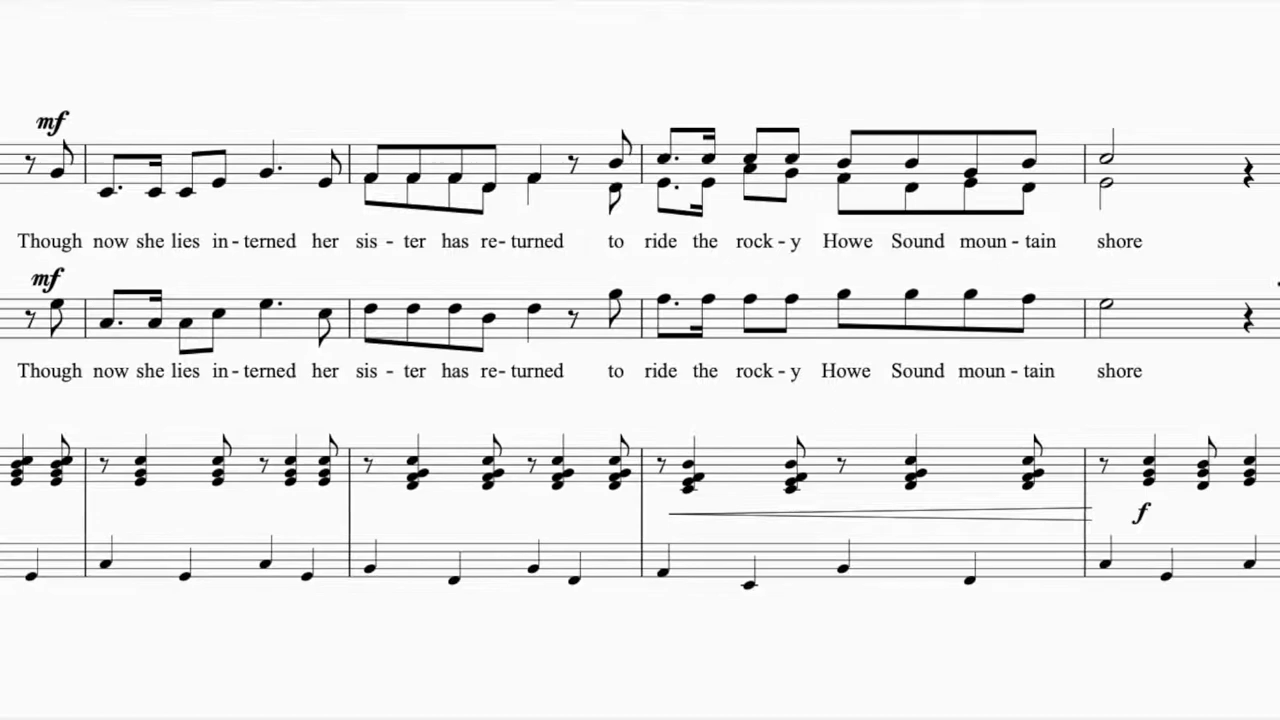 mf
Though now she lies in - terned her sis - ter has re - turned to ride the rock - y Howe Sound moun - tain shore
mf
Though now she lies in - terned her sis - ter has re - turned to ride the rock - y Howe Sound moun - tain shore
f